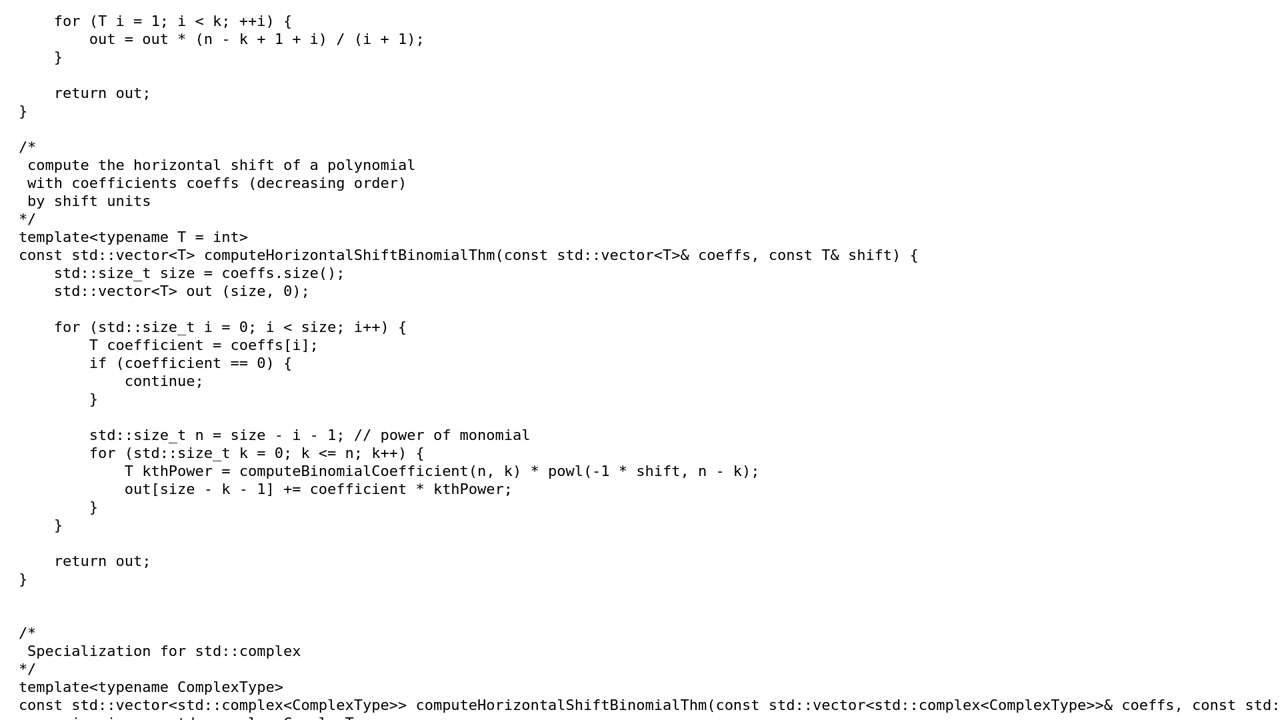 for (T i = 1; i < k; ++i) {
        out = out * (n - k + 1 + i) / (i + 1);
    }

    return out;
}

/*
 compute the horizontal shift of a polynomial
 with coefficients coeffs (decreasing order)
 by shift units
*/
template<typename T = int>
const std::vector<T> computeHorizontalShiftBinomialThm(const std::vector<T>& coeffs, const T& shift) {
    std::size_t size = coeffs.size();
    std::vector<T> out (size, 0);

    for (std::size_t i = 0; i < size; i++) {
        T coefficient = coeffs[i];
        if (coefficient == 0) {
            continue;
        }

        std::size_t n = size - i - 1; // power of monomial
        for (std::size_t k = 0; k <= n; k++) {
            T kthPower = computeBinomialCoefficient(n, k) * powl(-1 * shift, n - k);
            out[size - k - 1] += coefficient * kthPower;
        }
    }

    return out;
}


/*
 Specialization for std::complex
*/
template<typename ComplexType>
const std::vector<std::complex<ComplexType>> computeHorizontalShiftBinomialThm(const std::vector<std::complex<ComplexType>>& coeffs, const std: